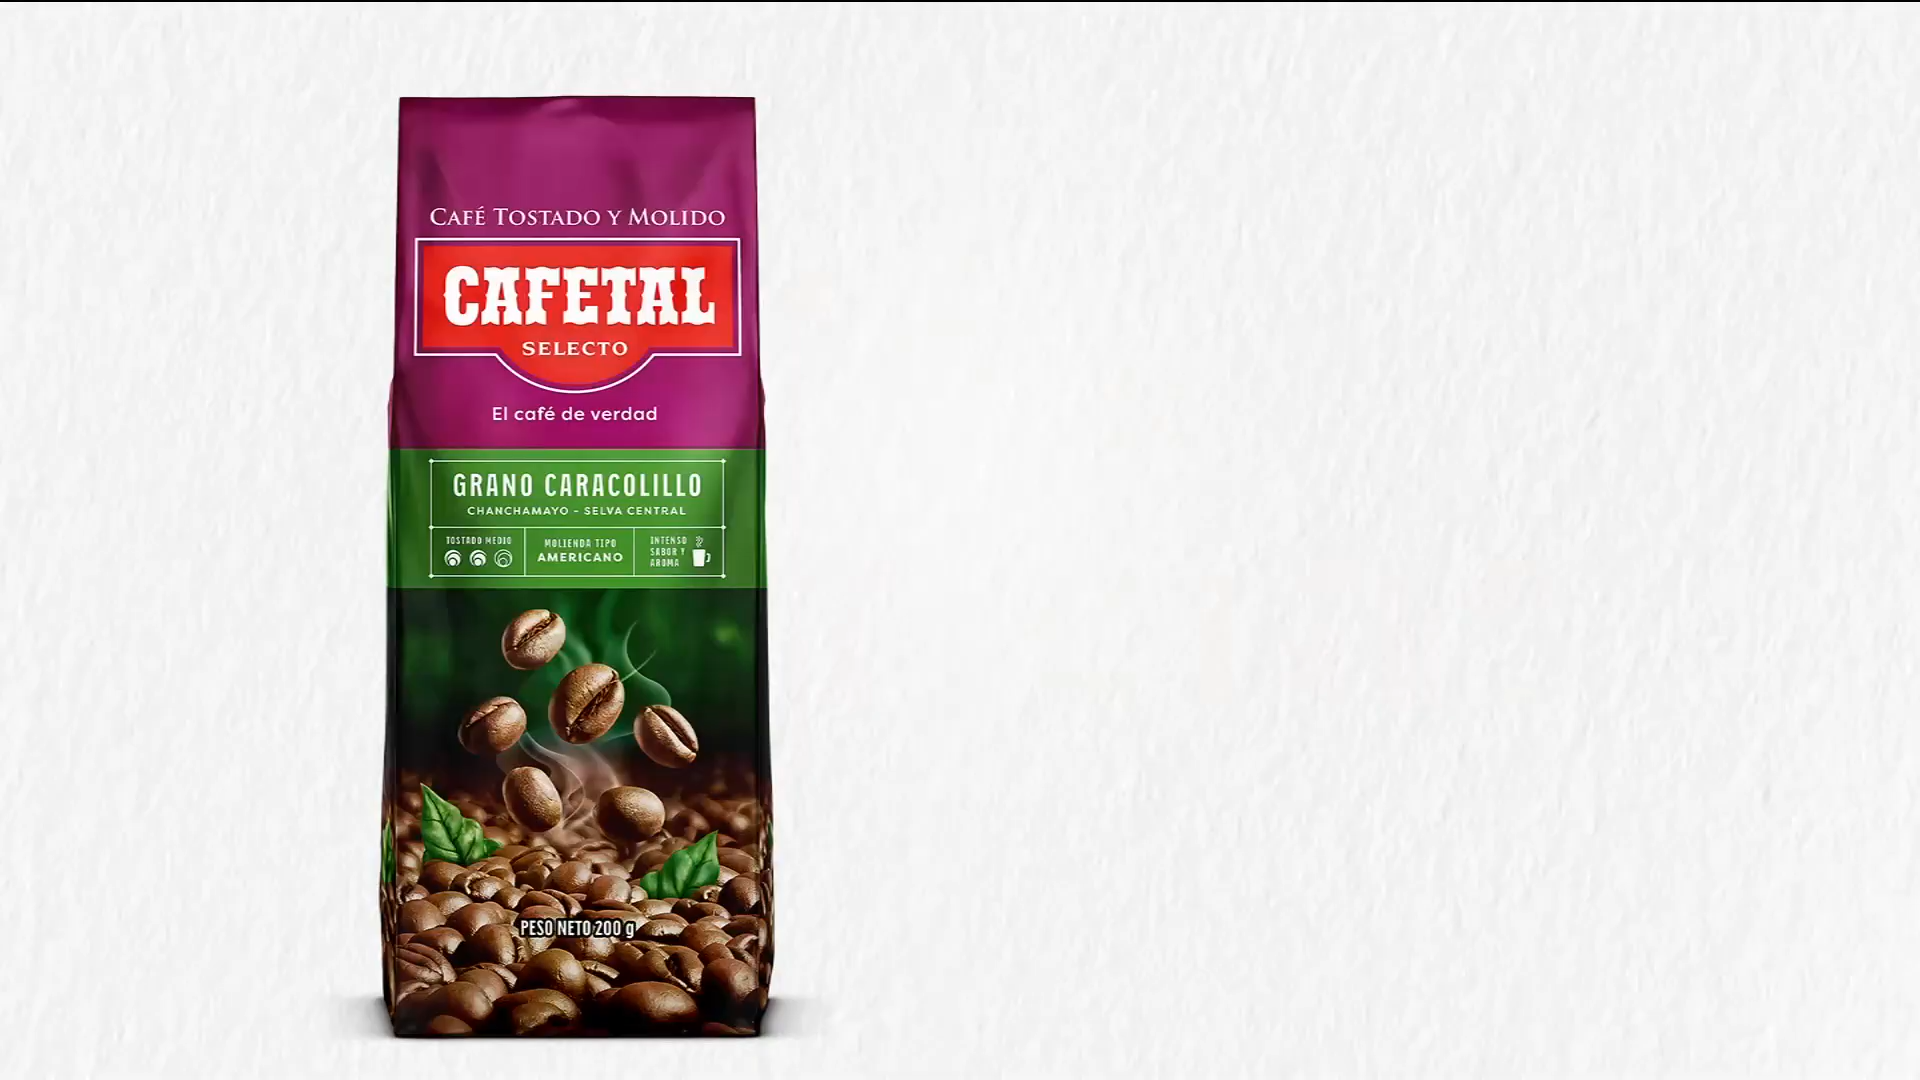 CAFÉ TOSTADO Y MOLIDO
CAFETAL
SELECTO
El café de verdad
GRANO CARACOLILLO
CHANCHAMAYO - SELVA CENTRAL
TOSTADO MEDIO
MOLIENDA TIPO
AMERICANO
INTENSO
SABOR Y
AROMA
PESO NETO 200 g